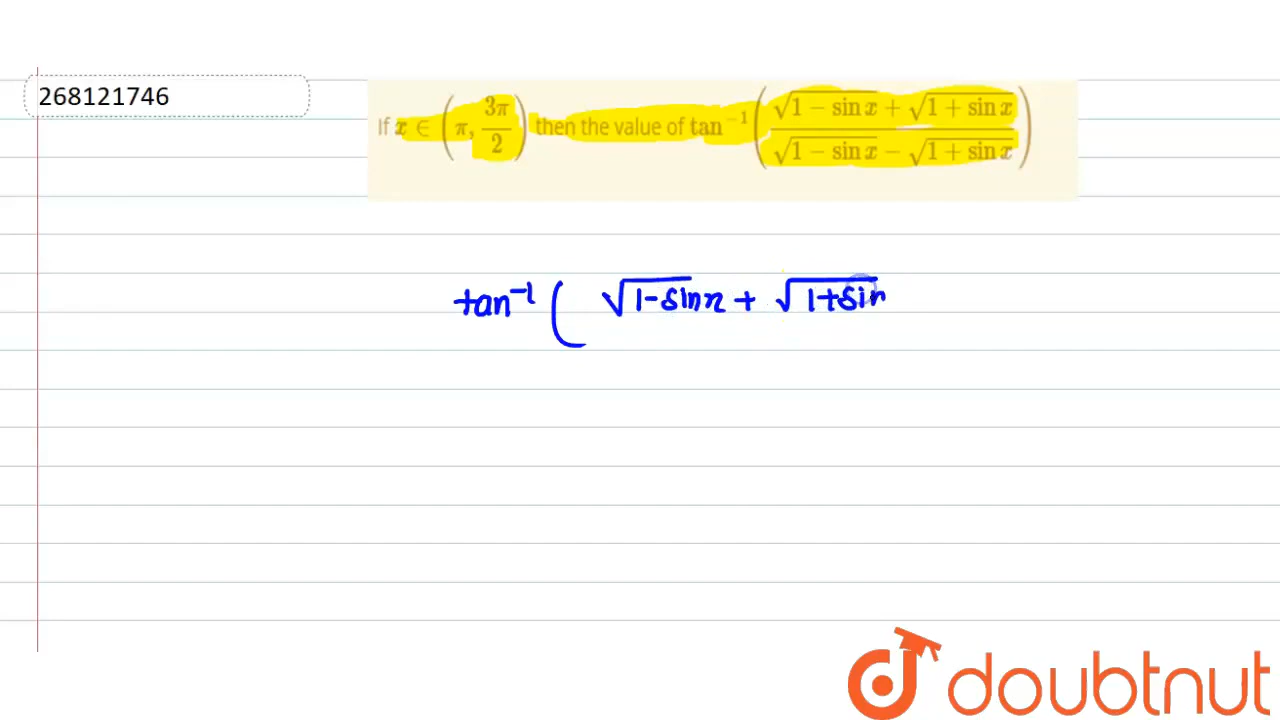 268121746
If x ∈ (π, 3π/2) then the value of tan⁻¹((√(1 − sin x) + √(1 + sin x))/(√(1 − sin x) − √(1 + sin x)))
tan⁻¹( √1-sinx + √1+sin
doubtnut